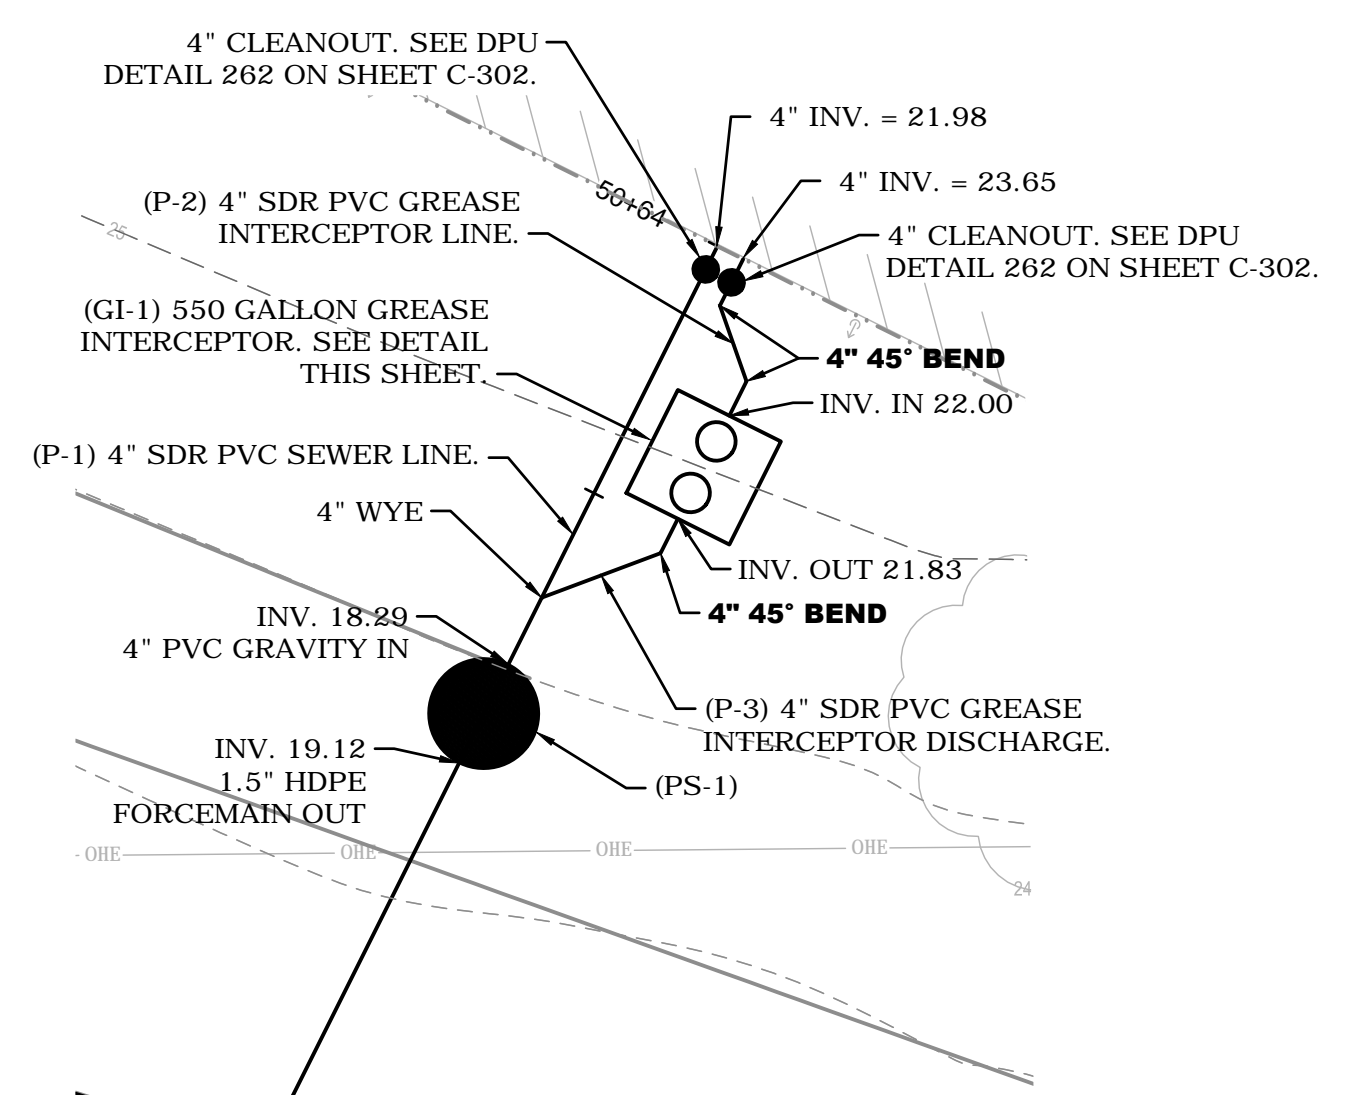 4" CLEANOUT. SEE DPU
DETAIL 262 ON SHEET C-302.
4" INV. = 21.98
4" INV. = 23.65
50+64
(P-2) 4" SDR PVC GREASE
INTERCEPTOR LINE.
25
4" CLEANOUT. SEE DPU
DETAIL 262 ON SHEET C-302.
(GI-1) 550 GALLON GREASE
INTERCEPTOR. SEE DETAIL
THIS SHEET.
4" 45° BEND
INV. IN 22.00
(P-1) 4" SDR PVC SEWER LINE.
4" WYE
INV. OUT 21.83
4" 45° BEND
INV. 18.29
4" PVC GRAVITY IN
(P-3) 4" SDR PVC GREASE
INTERCEPTOR DISCHARGE.
INV. 19.12
1.5" HDPE
FORCEMAIN OUT
(PS-1)
OHE
OHE
OHE
OHE
24